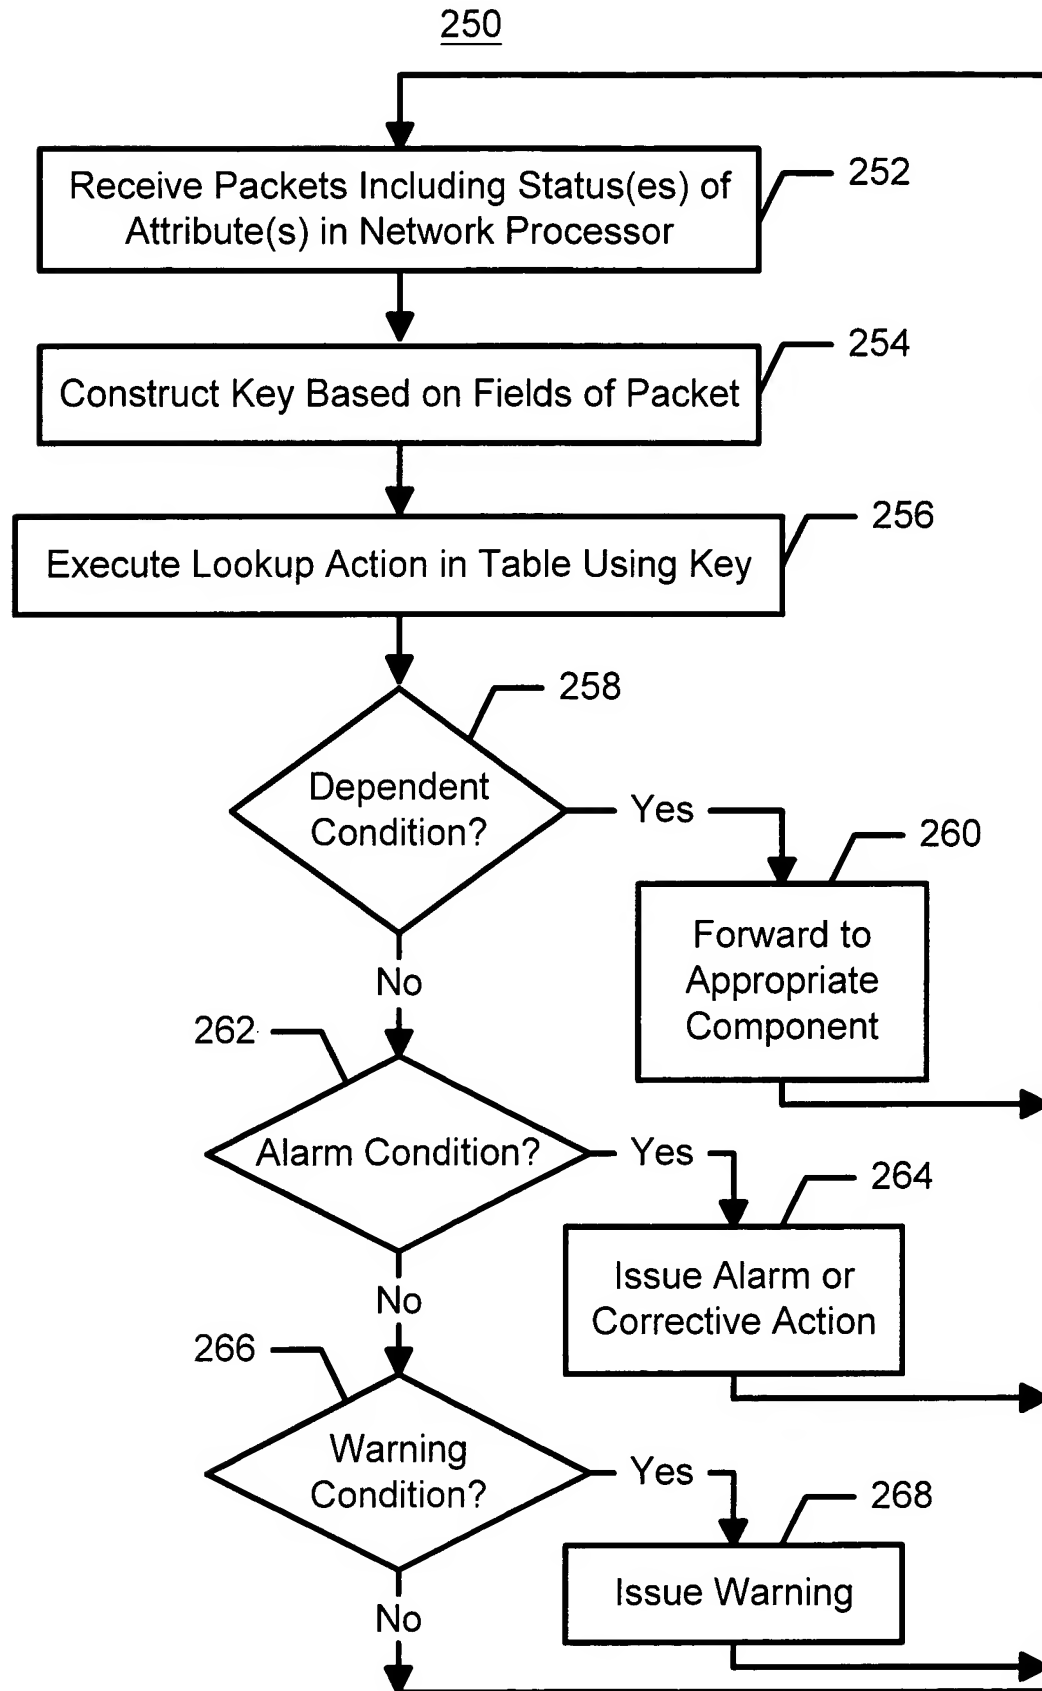 250
Receive Packets Including Status(es) of
Attribute(s) in Network Processor
252
Construct Key Based on Fields of Packet
254
Execute Lookup Action in Table Using Key
256
258
Dependent
Condition?
Yes
260
Forward to
Appropriate
Component
No
262
Alarm Condition?
Yes
264
Issue Alarm or
Corrective Action
No
266
Warning
Condition?
Yes
268
Issue Warning
No